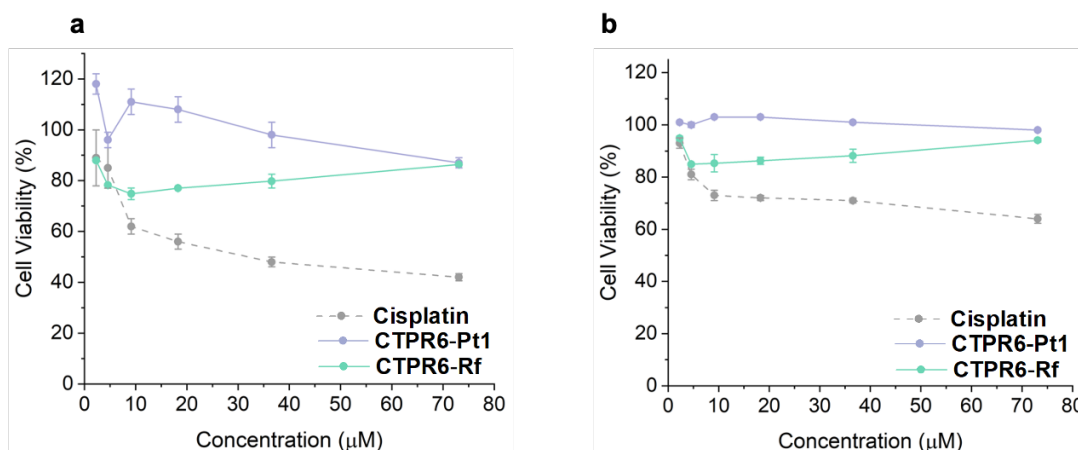 a
Cell Viability (%)
120
100
80
60
40
20
0
Cisplatin
CTPR6-Pt1
CTPR6-Rf
0 10 20 30 40 50 60 70 80
Concentration (μM)
b
Cell Viability (%)
120
100
80
60
40
20
0
Cisplatin
CTPR6-Pt1
CTPR6-Rf
0 10 20 30 40 50 60 70 80
Concentration (μM)